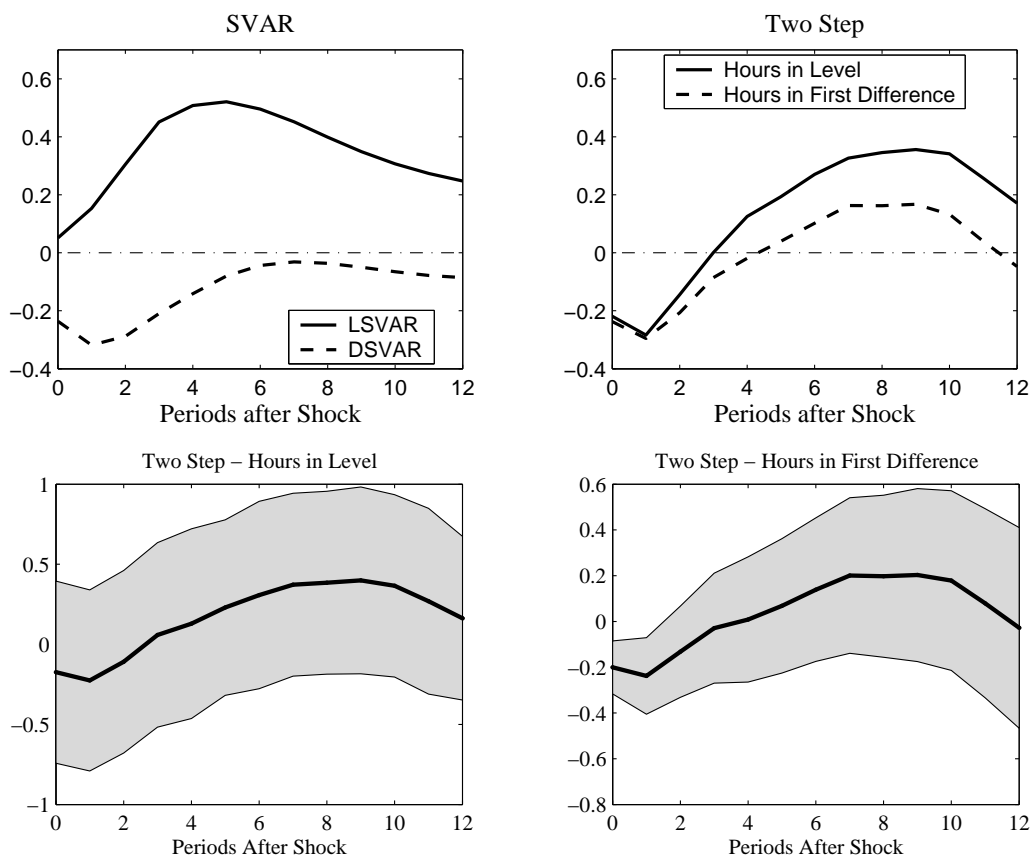 SVAR
0.6
0.4
0.2
0
−0.2
−0.4
LSVAR
DSVAR
0 2 4 6 8 10 12
Periods after Shock
Two Step
0.6
0.4
0.2
0
−0.2
−0.4
Hours in Level
Hours in First Difference
0 2 4 6 8 10 12
Periods after Shock
Two Step − Hours in Level
1
0.5
0
−0.5
−1
0 2 4 6 8 10 12
Periods After Shock
Two Step − Hours in First Difference
0.6
0.4
0.2
0
−0.2
−0.4
−0.6
−0.8
0 2 4 6 8 10 12
Periods After Shock